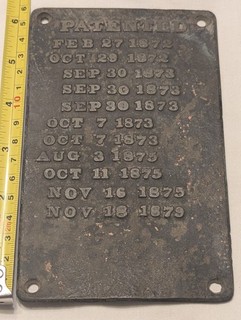 PATENTED
FEB 27 1872
OCT 29 1872
SEP 30 1873
SEP 30 1873
SEP 30 1873
OCT 7 1873
OCT 7 1873
AUG 3 1875
OCT 11 1875
NOV 16 1875
NOV 18 1879